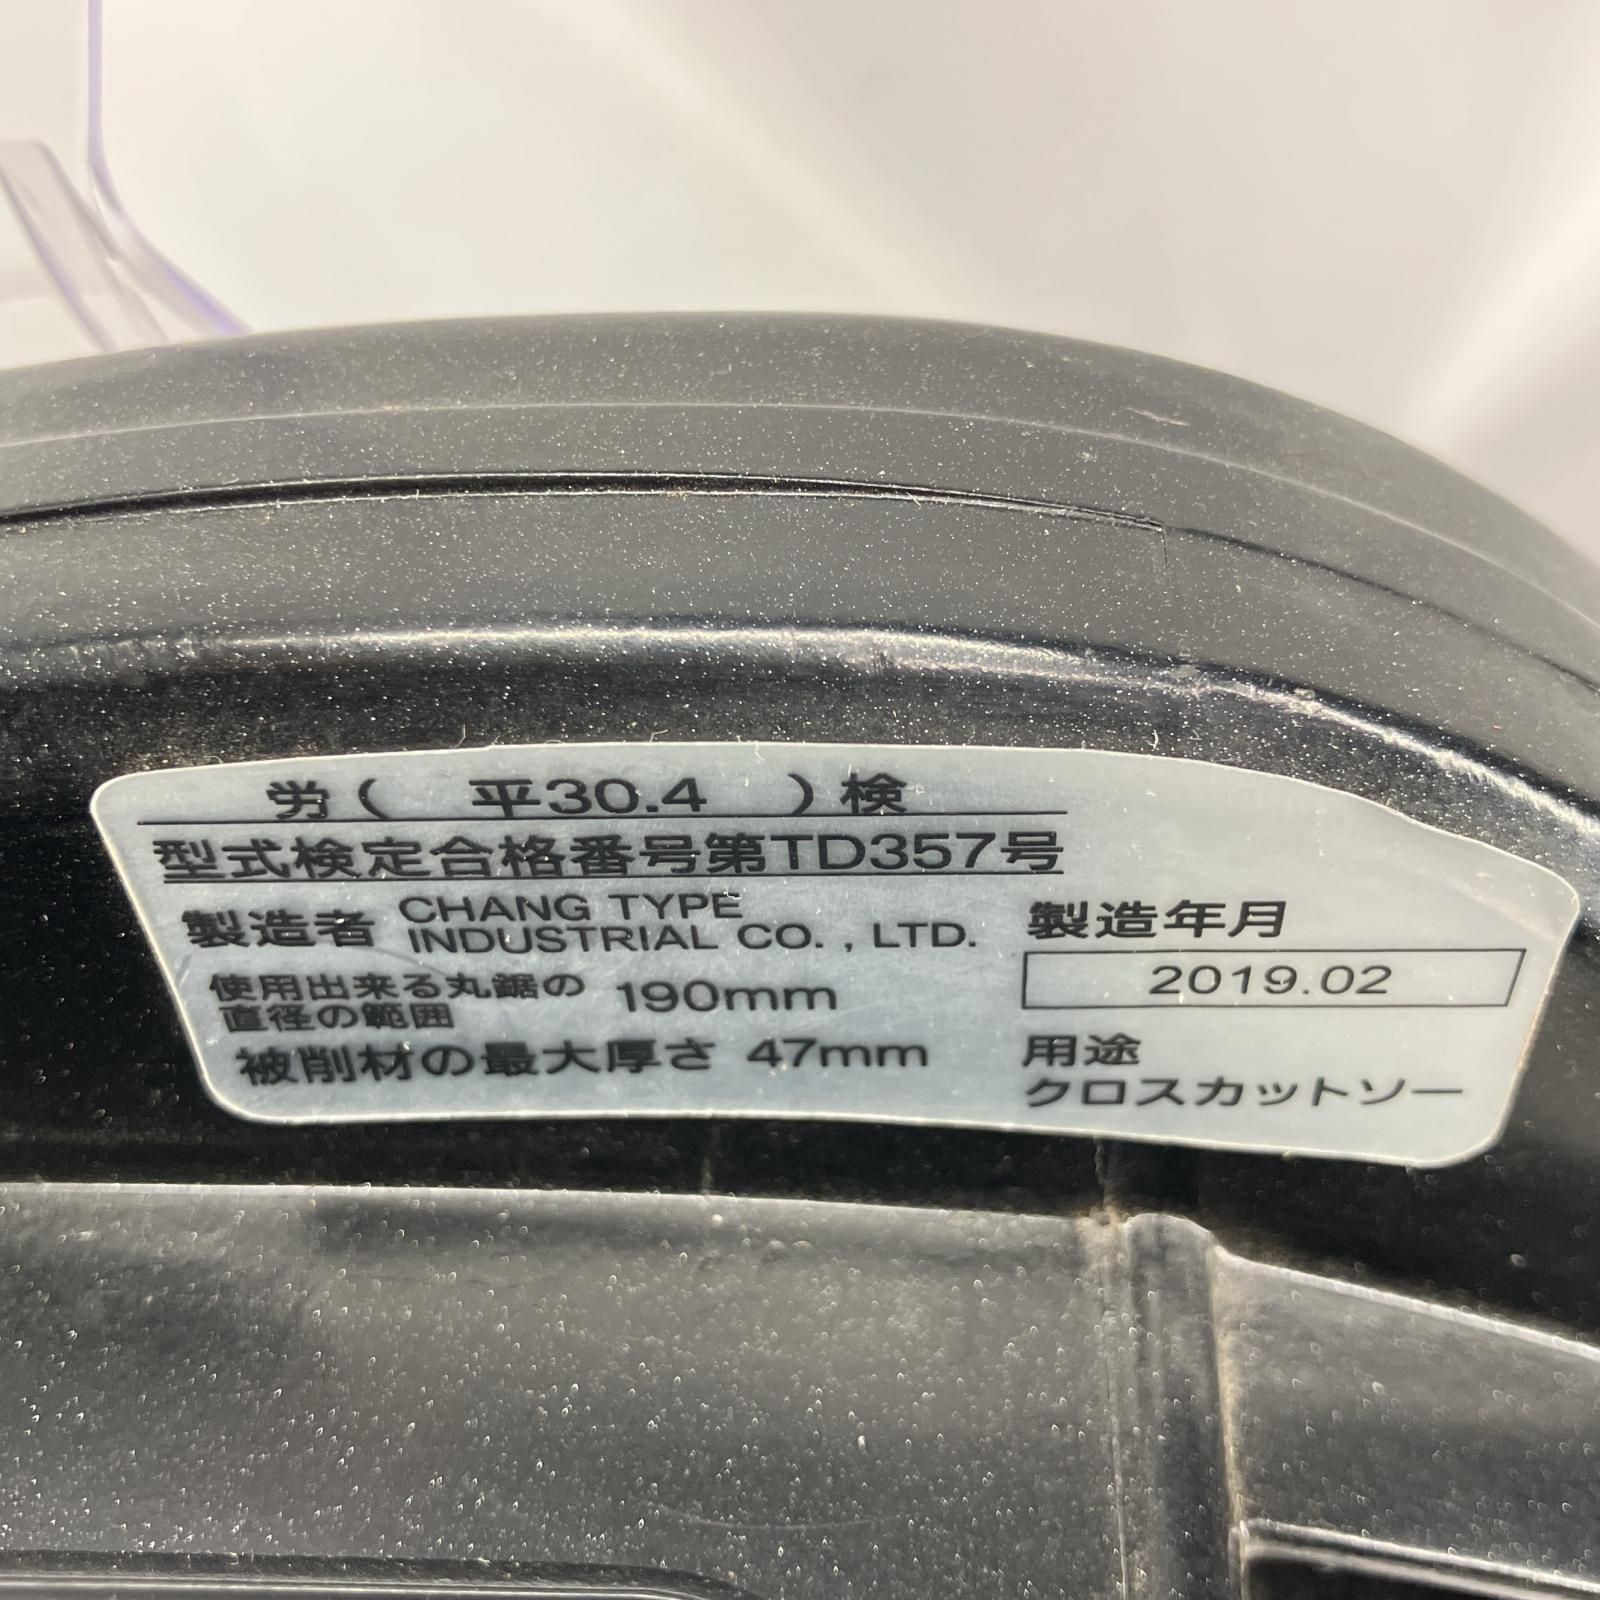 労(　平30.4　)検
型式検定合格番号第TD357号
製造者 CHANG TYPE
INDUSTRIAL CO. , LTD.
使用出来る丸鋸の
直径の範囲 190mm
被削材の最大厚さ 47mm
製造年月
2019.02
用途
クロスカットソー